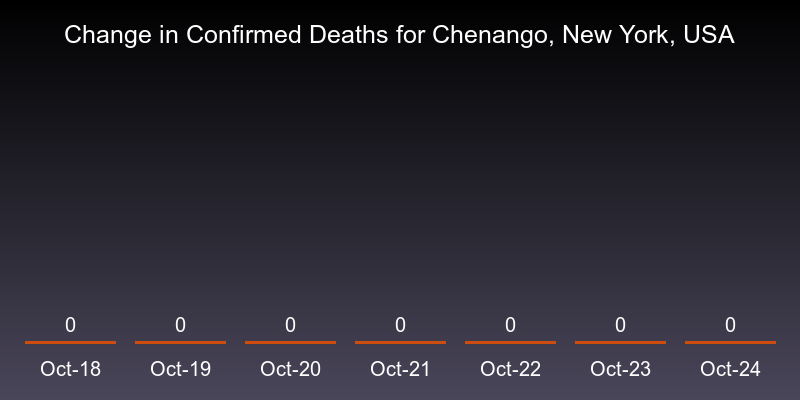 Change in Confirmed Deaths for Chenango, New York, USA
0 0 0 0 0 0 0
Oct-18 Oct-19 Oct-20 Oct-21 Oct-22 Oct-23 Oct-24